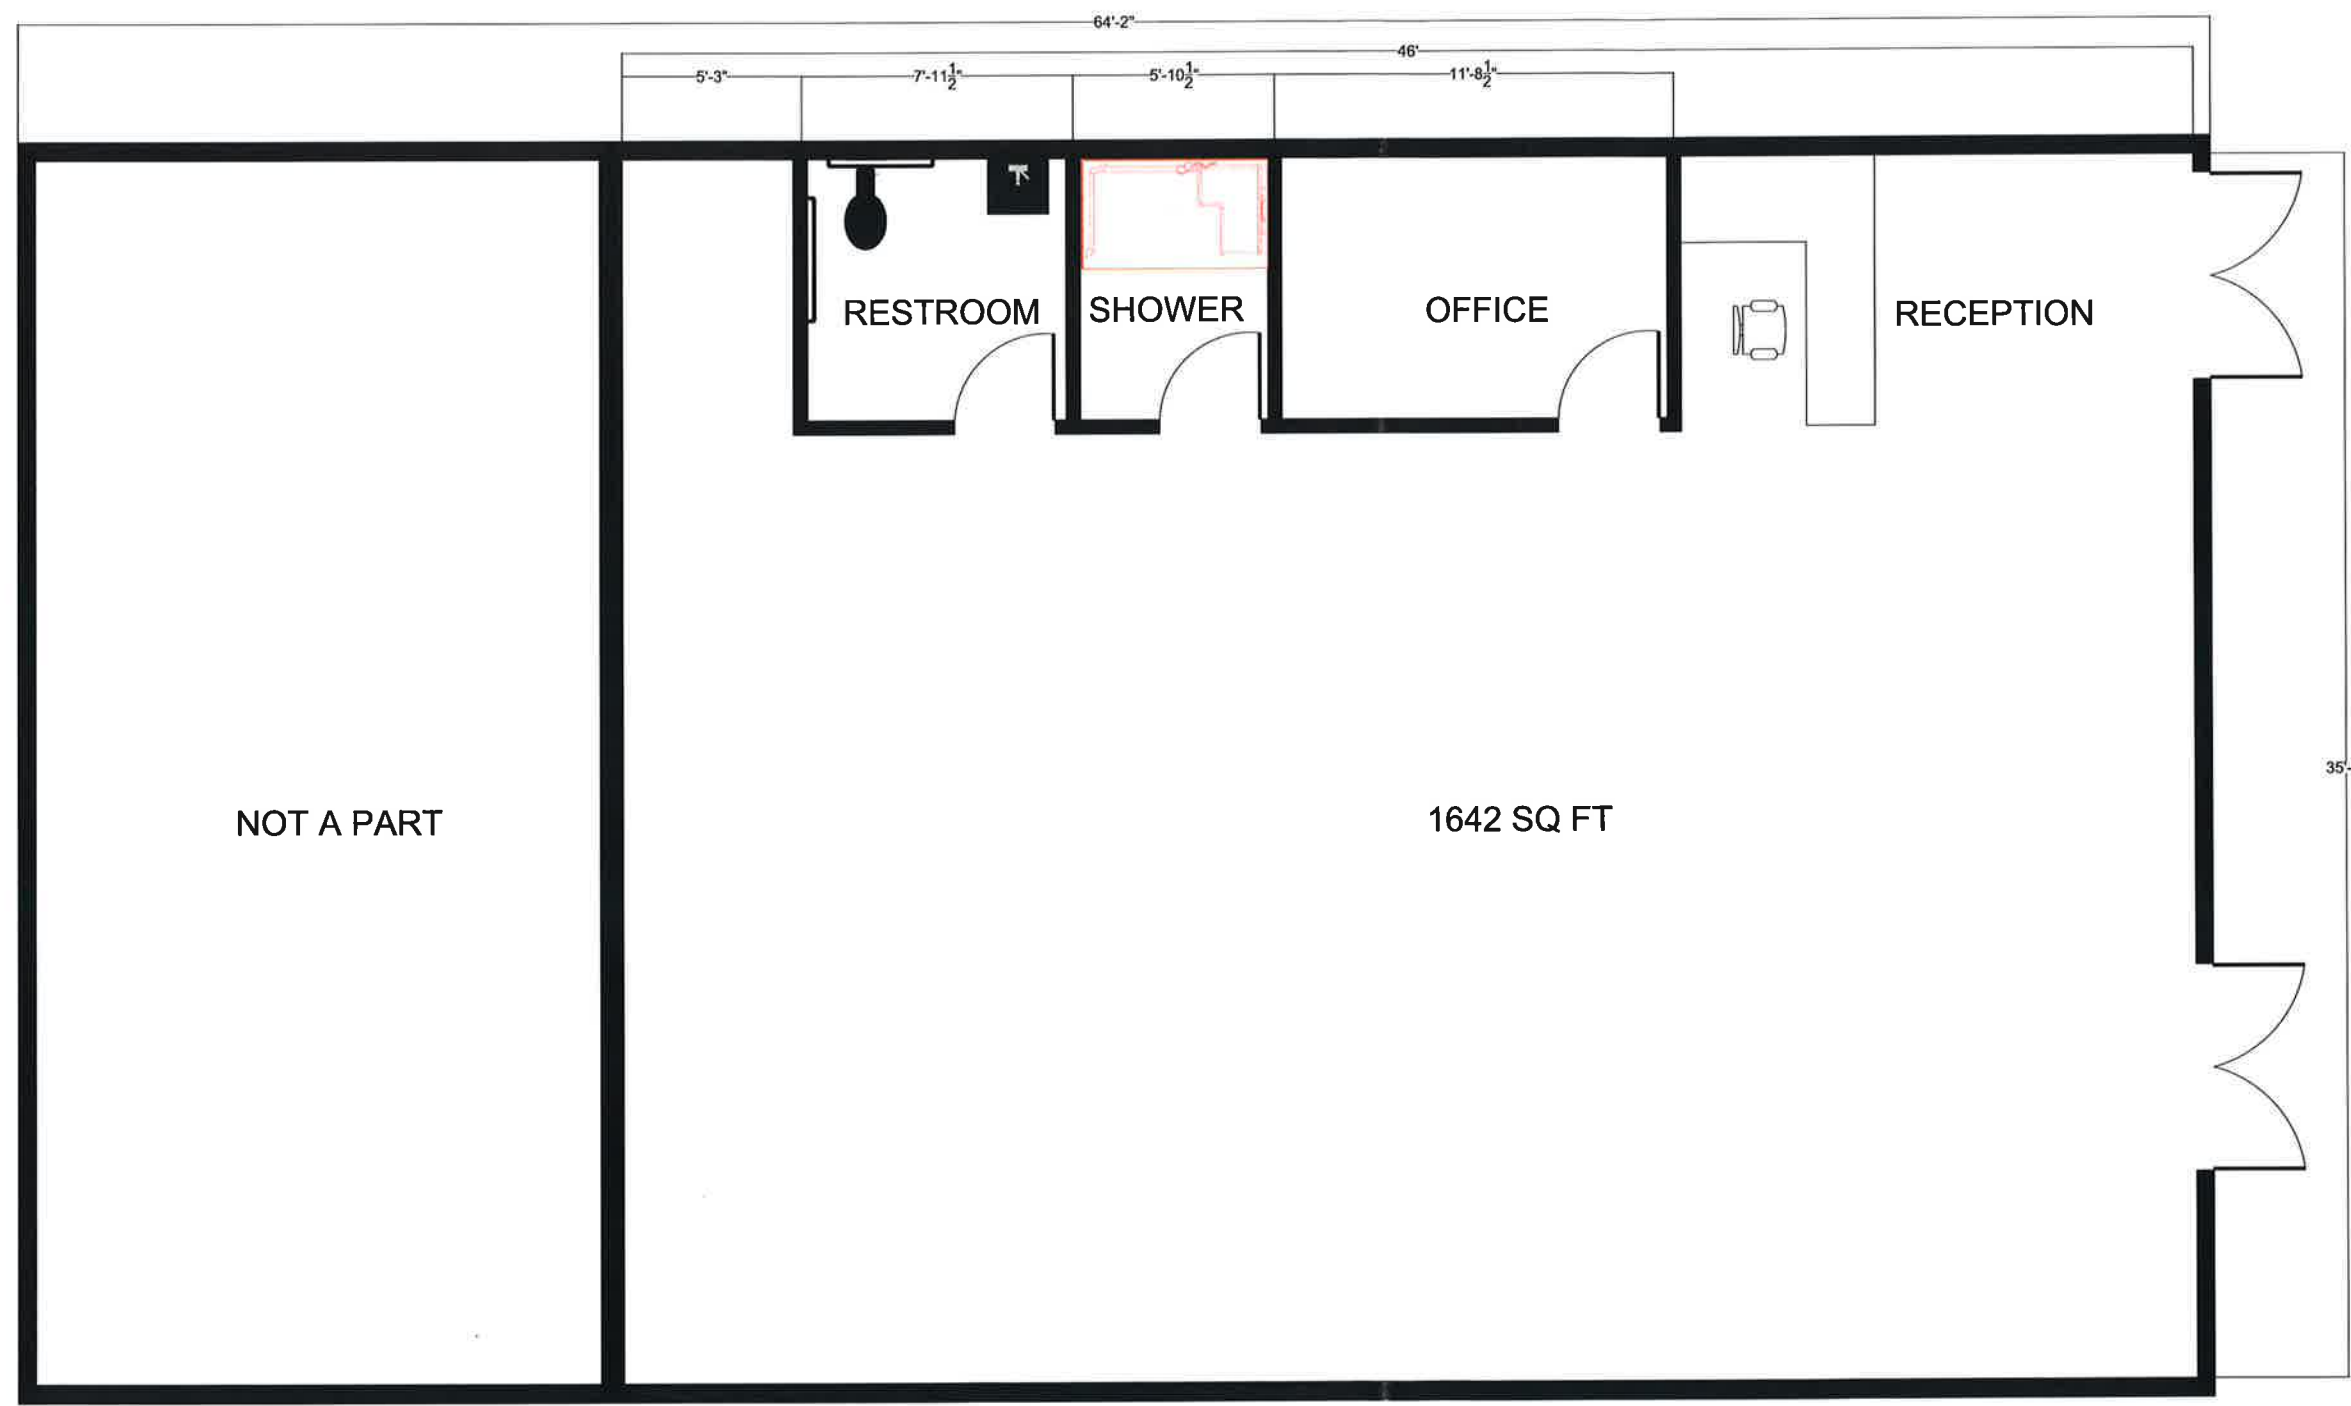 64'-2"
46'
5'-3"
7'-11½"
5'-10½"
11'-8½"
RESTROOM
SHOWER
OFFICE
RECEPTION
35'-
NOT A PART
1642 SQ FT